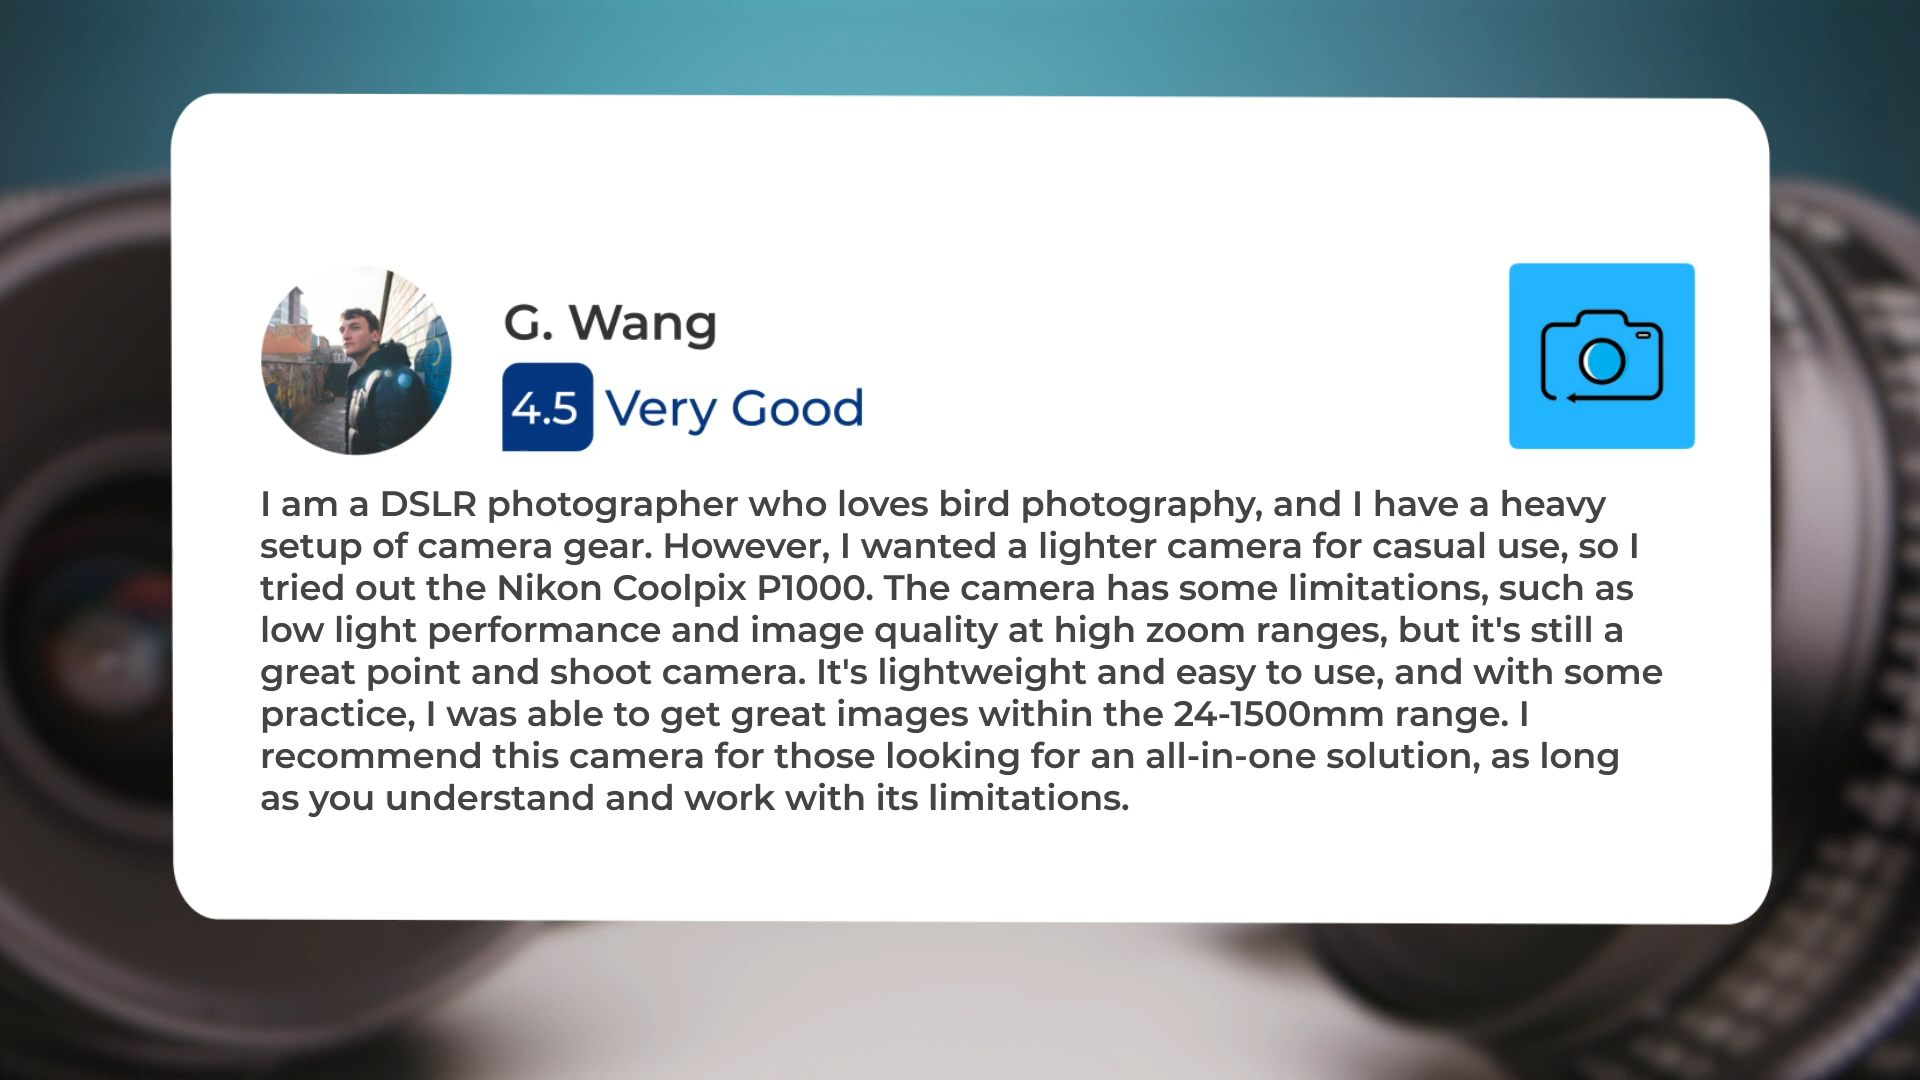 G. Wang
4.5 Very Good
I am a DSLR photographer who loves bird photography, and I have a heavy
setup of camera gear. However, I wanted a lighter camera for casual use, so I
tried out the Nikon Coolpix P1000. The camera has some limitations, such as
low light performance and image quality at high zoom ranges, but it's still a
great point and shoot camera. It's lightweight and easy to use, and with some
practice, I was able to get great images within the 24-1500mm range. I
recommend this camera for those looking for an all-in-one solution, as long
as you understand and work with its limitations.